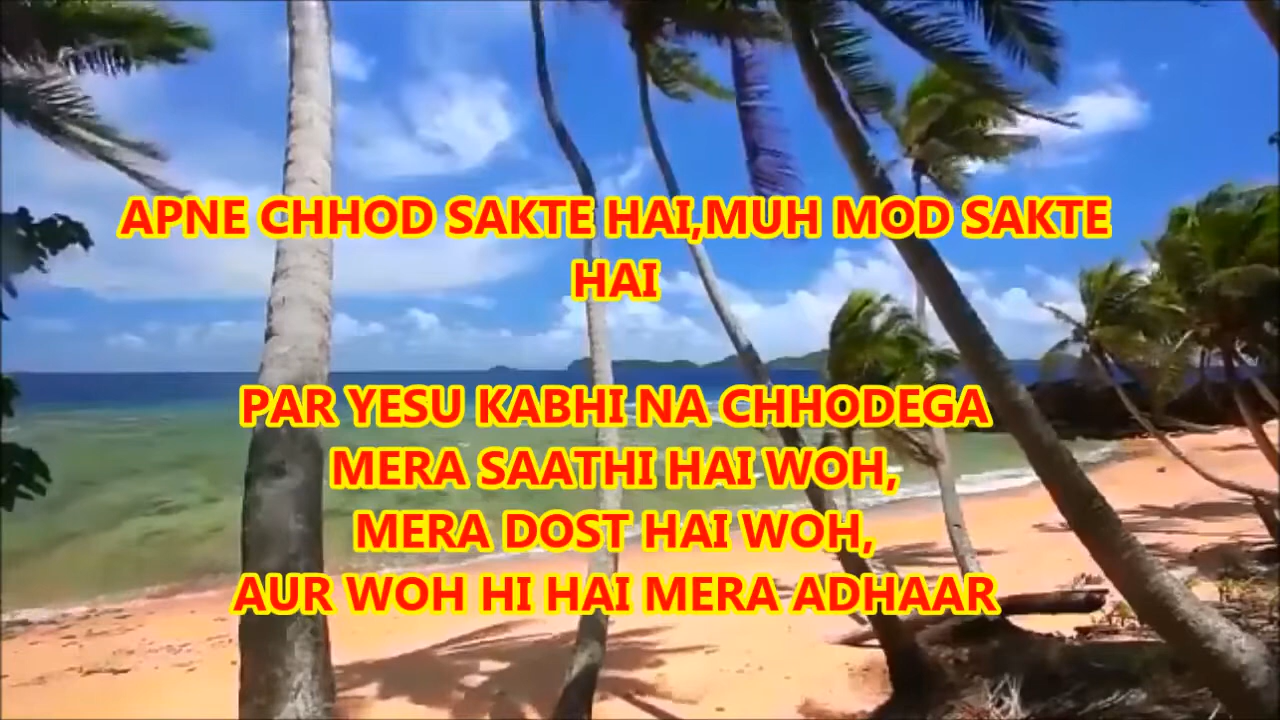 APNE CHHOD SAKTE HAI,MUH MOD SAKTE
HAI
PAR YESU KABHI NA CHHODEGA
MERA SAATHI HAI WOH,
MERA DOST HAI WOH,
AUR WOH HI HAI MERA ADHAAR